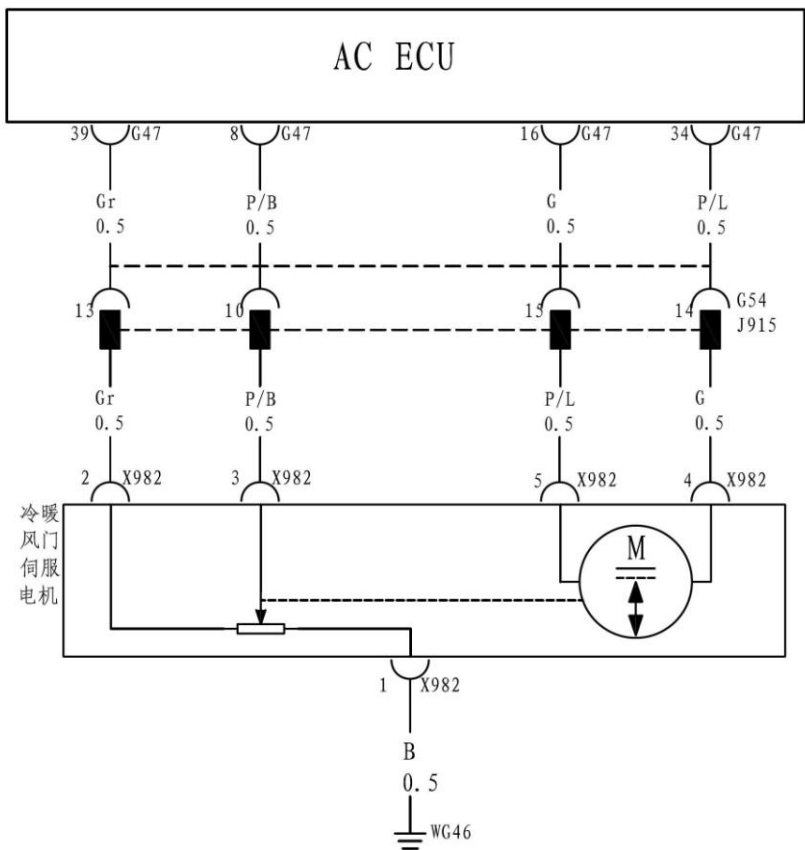 AC ECU
39 G47
8 G47
16 G47
34 G47
Gr
0.5
P/B
0.5
G
0.5
P/L
0.5
13
10
15
14
G54
J915
Gr
0.5
P/B
0.5
P/L
0.5
G
0.5
2 X982
3 X982
5 X982
4 X982
冷暖
风门
伺服
电机
M
1 X982
B
0.5
WG46